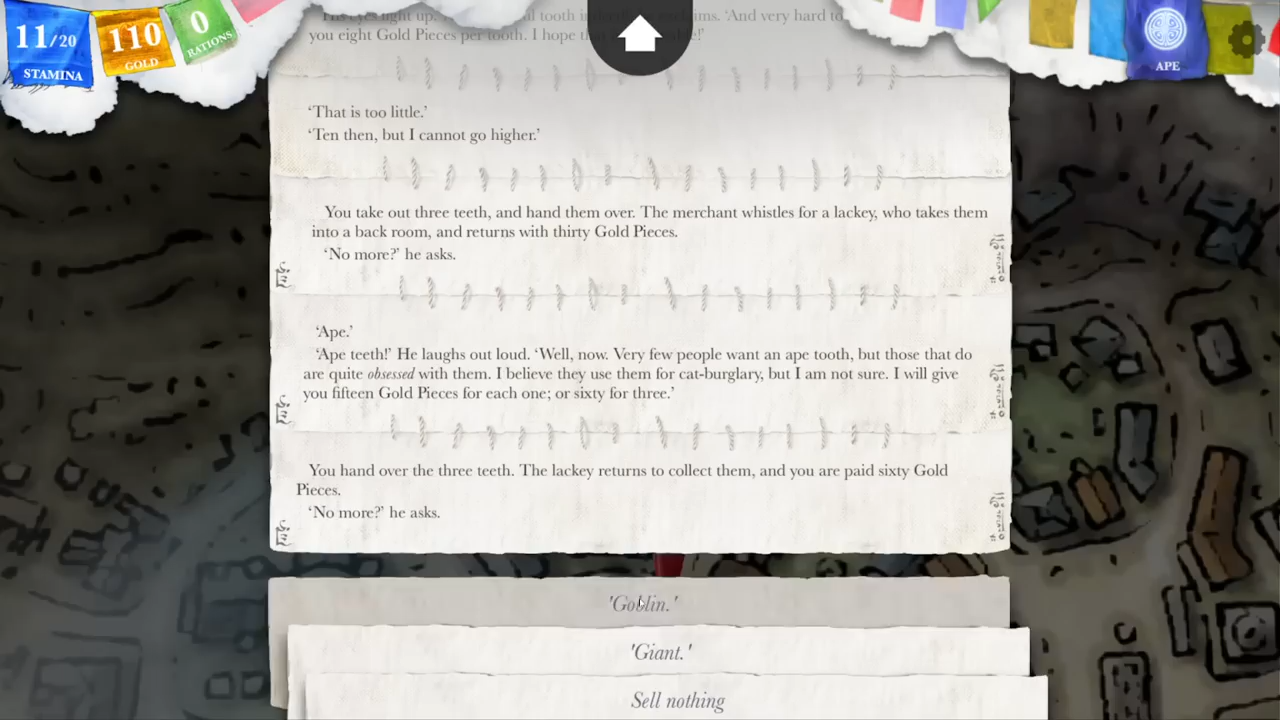 11/20
STAMINA
110
GOLD
0
RATIONS
APE
His eyes light up. tooth
you eight Gold Pieces per tooth. I hope
‘That is too little.’
‘Ten then, but I cannot go higher.’
You take out three teeth, and hand them over. The merchant whistles for a lackey, who takes them
into a back room, and returns with thirty Gold Pieces.
‘No more?’ he asks.
‘Ape.’
‘Ape teeth!’ He laughs out loud. ‘Well, now. Very few people want an ape tooth, but those that do
are quite obsessed with them. I believe they use them for cat-burglary, but I am not sure. I will give
you fifteen Gold Pieces for each one; or sixty for three.’
You hand over the three teeth. The lackey returns to collect them, and you are paid sixty Gold
Pieces.
‘No more?’ he asks.
'Goblin.'
'Giant.'
Sell nothing